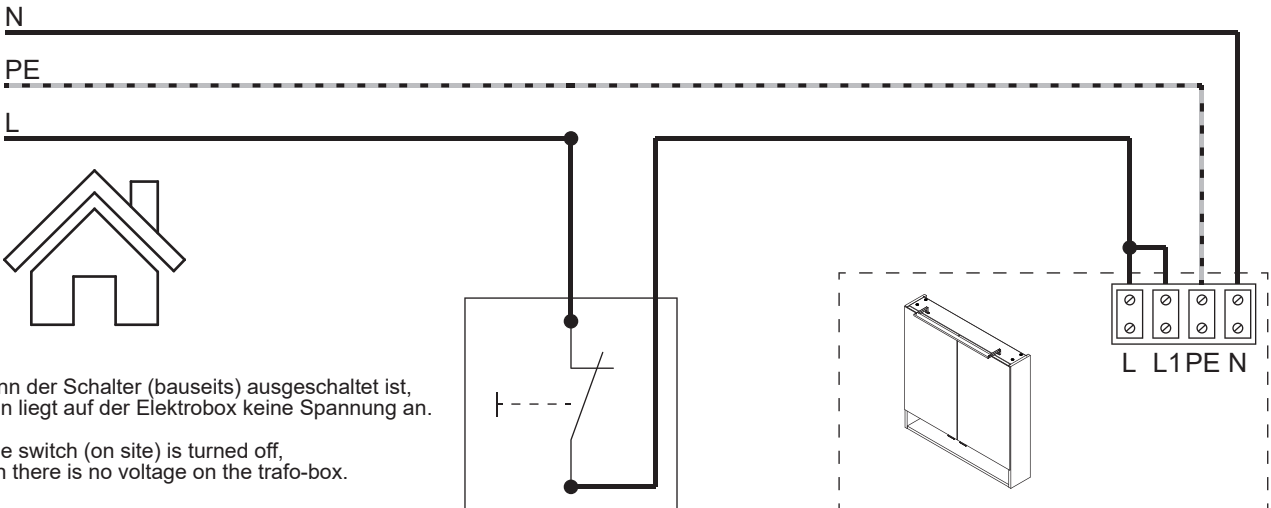 N
PE
L
nn der Schalter (bauseits) ausgeschaltet ist,
n liegt auf der Elektrobox keine Spannung an.
e switch (on site) is turned off,
n there is no voltage on the trafo-box.
L L1 PE N